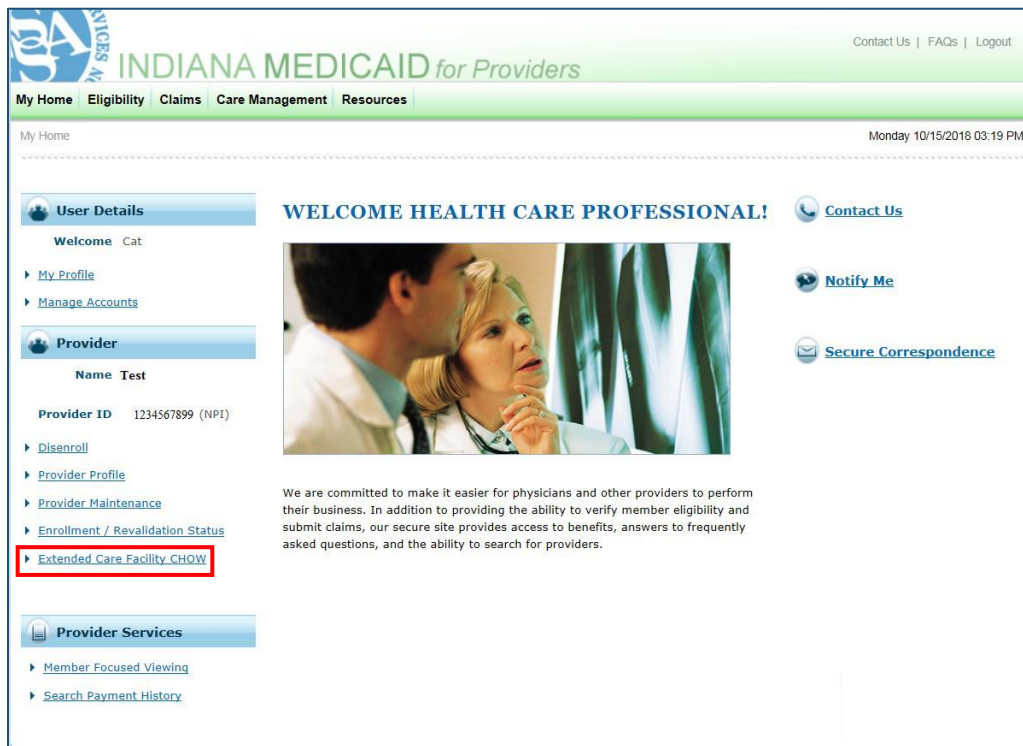 SERVICES
INDIANA MEDICAID for Providers
Contact Us | FAQs | Logout
My Home Eligibility Claims Care Management Resources
My Home
Monday 10/15/2018 03:19 PM
User Details
Welcome Cat
My Profile
Manage Accounts
Provider
Name Test
Provider ID 1234567899 (NPI)
Disenroll
Provider Profile
Provider Maintenance
Enrollment / Revalidation Status
Extended Care Facility CHOW
Provider Services
Member Focused Viewing
Search Payment History
WELCOME HEALTH CARE PROFESSIONAL!
We are committed to make it easier for physicians and other providers to perform
their business. In addition to providing the ability to verify member eligibility and
submit claims, our secure site provides access to benefits, answers to frequently
asked questions, and the ability to search for providers.
Contact Us
Notify Me
Secure Correspondence